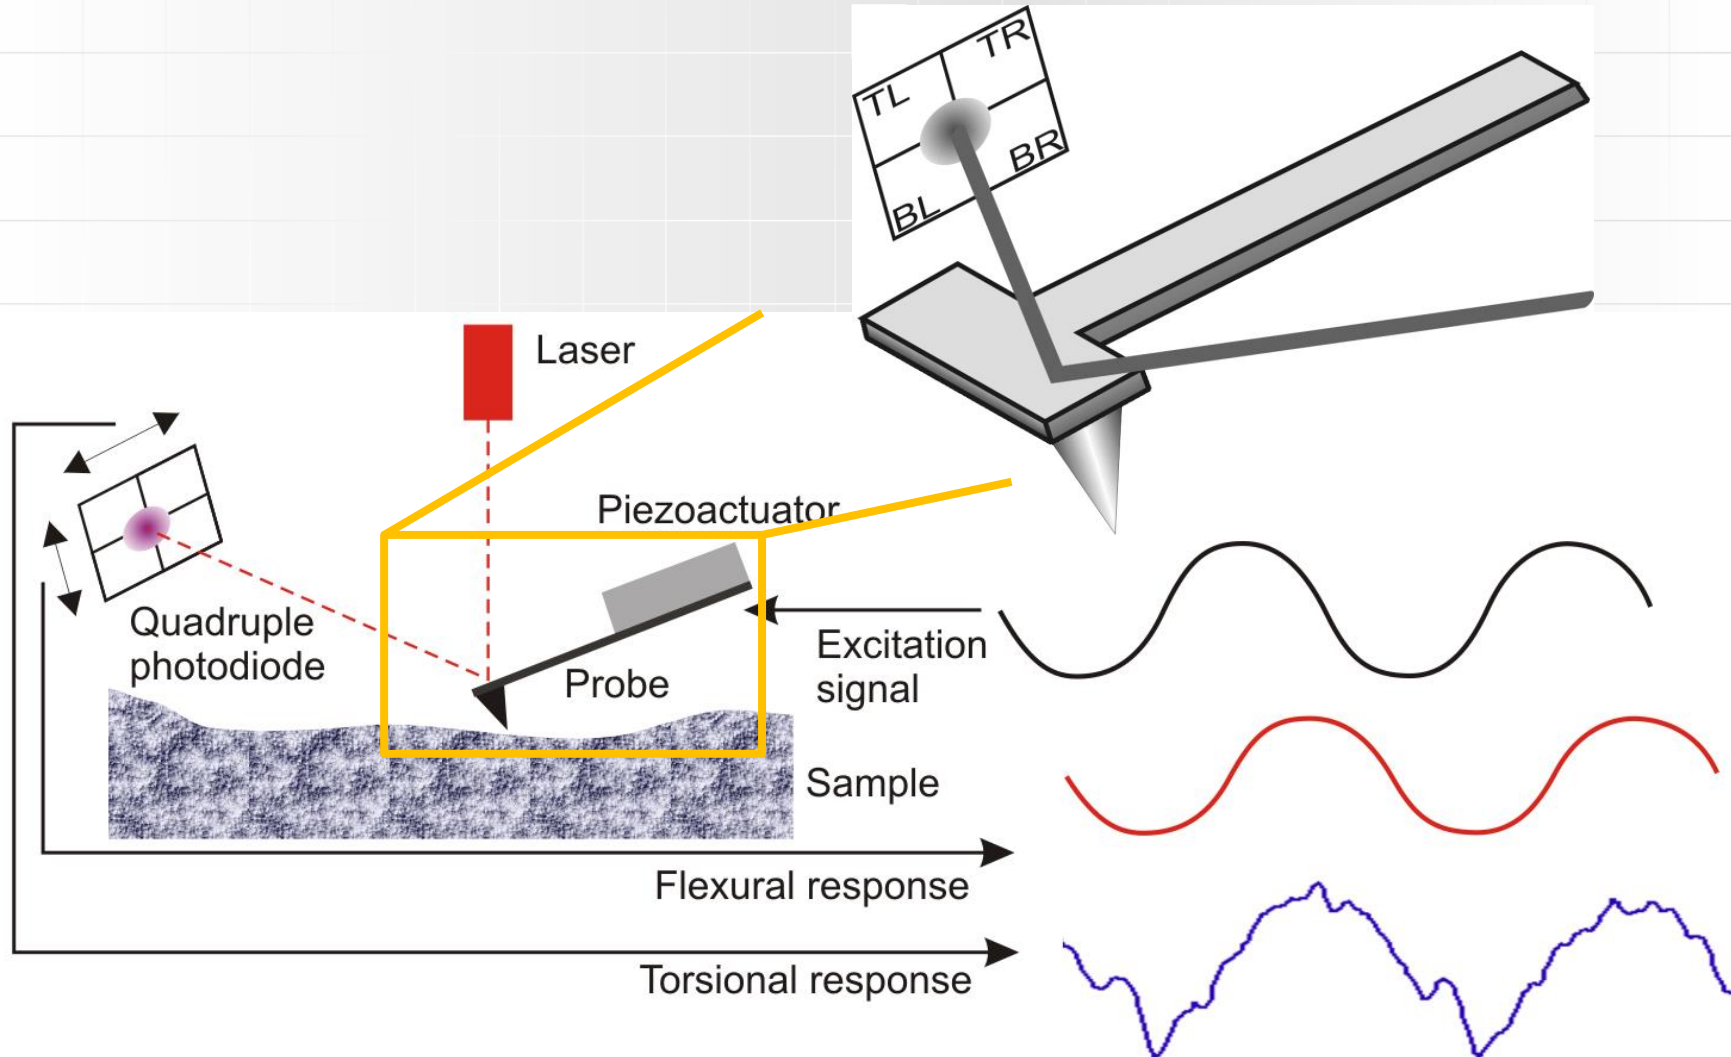 TL
TR
BL
BR
Laser
Piezoactuator
Quadruple
photodiode
Probe
Excitation
signal
Sample
Flexural response
Torsional response